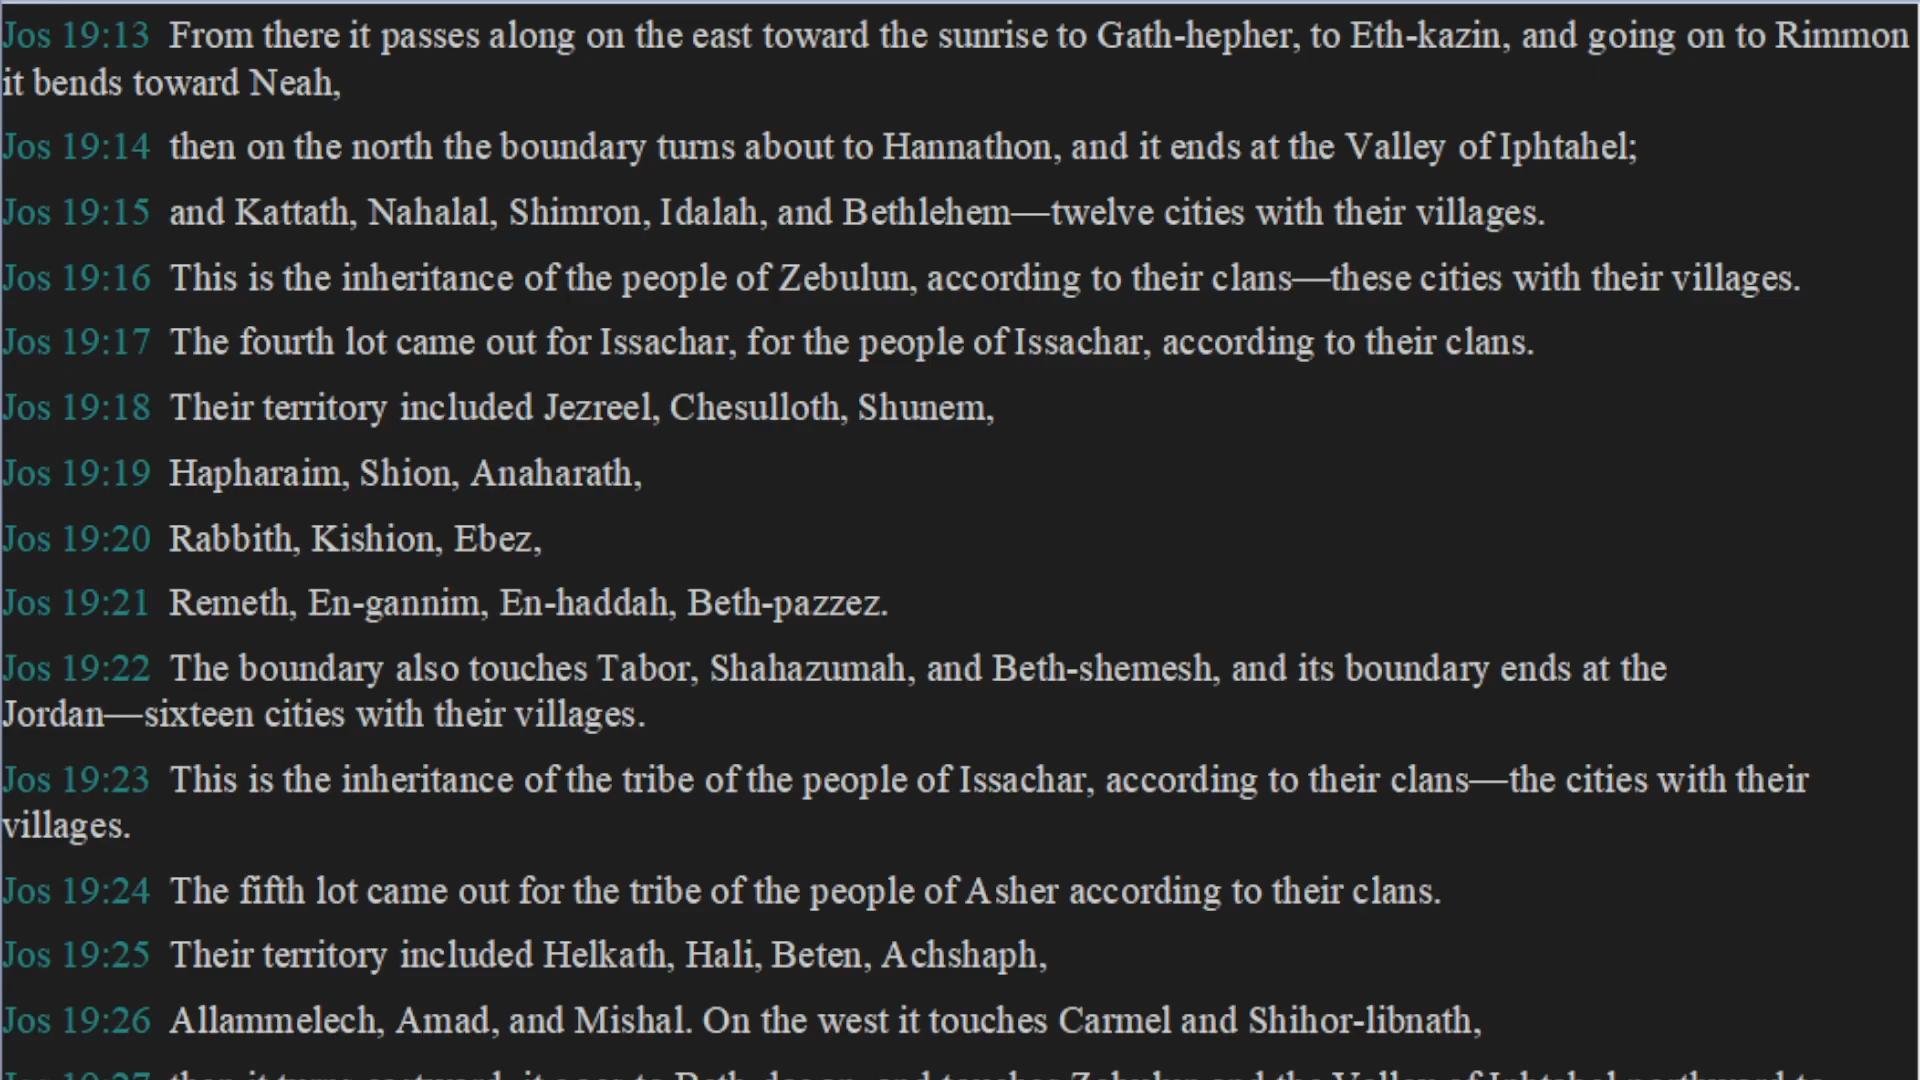 Jos 19:13 From there it passes along on the east toward the sunrise to Gath-hepher, to Eth-kazin, and going on to Rimmon
it bends toward Neah,
Jos 19:14 then on the north the boundary turns about to Hannathon, and it ends at the Valley of Iphtahel;
Jos 19:15 and Kattath, Nahalal, Shimron, Idalah, and Bethlehem—twelve cities with their villages.
Jos 19:16 This is the inheritance of the people of Zebulun, according to their clans—these cities with their villages.
Jos 19:17 The fourth lot came out for Issachar, for the people of Issachar, according to their clans.
Jos 19:18 Their territory included Jezreel, Chesulloth, Shunem,
Jos 19:19 Hapharaim, Shion, Anaharath,
Jos 19:20 Rabbith, Kishion, Ebez,
Jos 19:21 Remeth, En-gannim, En-haddah, Beth-pazzez.
Jos 19:22 The boundary also touches Tabor, Shahazumah, and Beth-shemesh, and its boundary ends at the
Jordan—sixteen cities with their villages.
Jos 19:23 This is the inheritance of the tribe of the people of Issachar, according to their clans—the cities with their
villages.
Jos 19:24 The fifth lot came out for the tribe of the people of Asher according to their clans.
Jos 19:25 Their territory included Helkath, Hali, Beten, Achshaph,
Jos 19:26 Allammelech, Amad, and Mishal. On the west it touches Carmel and Shihor-libnath,